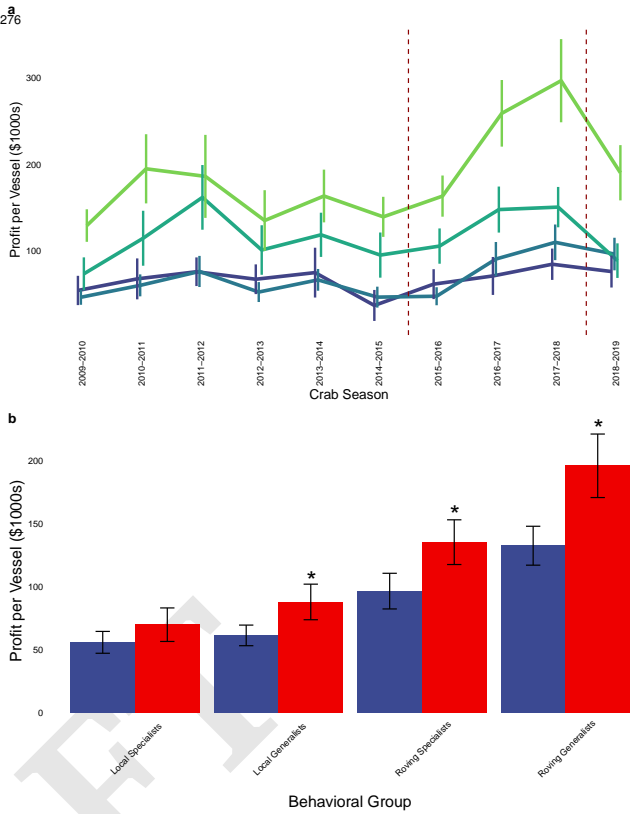 a
276
300
200
100
Profit per Vessel ($1000s)
2009–2010
2010–2011
2011–2012
2012–2013
2013–2014
2014–2015
2015–2016
2016–2017
2017–2018
2018–2019
Crab Season
b
200
150
100
50
0
Profit per Vessel ($1000s)
*
*
*
Local Specialists
Local Generalists
Roving Specialists
Roving Generalists
Behavioral Group